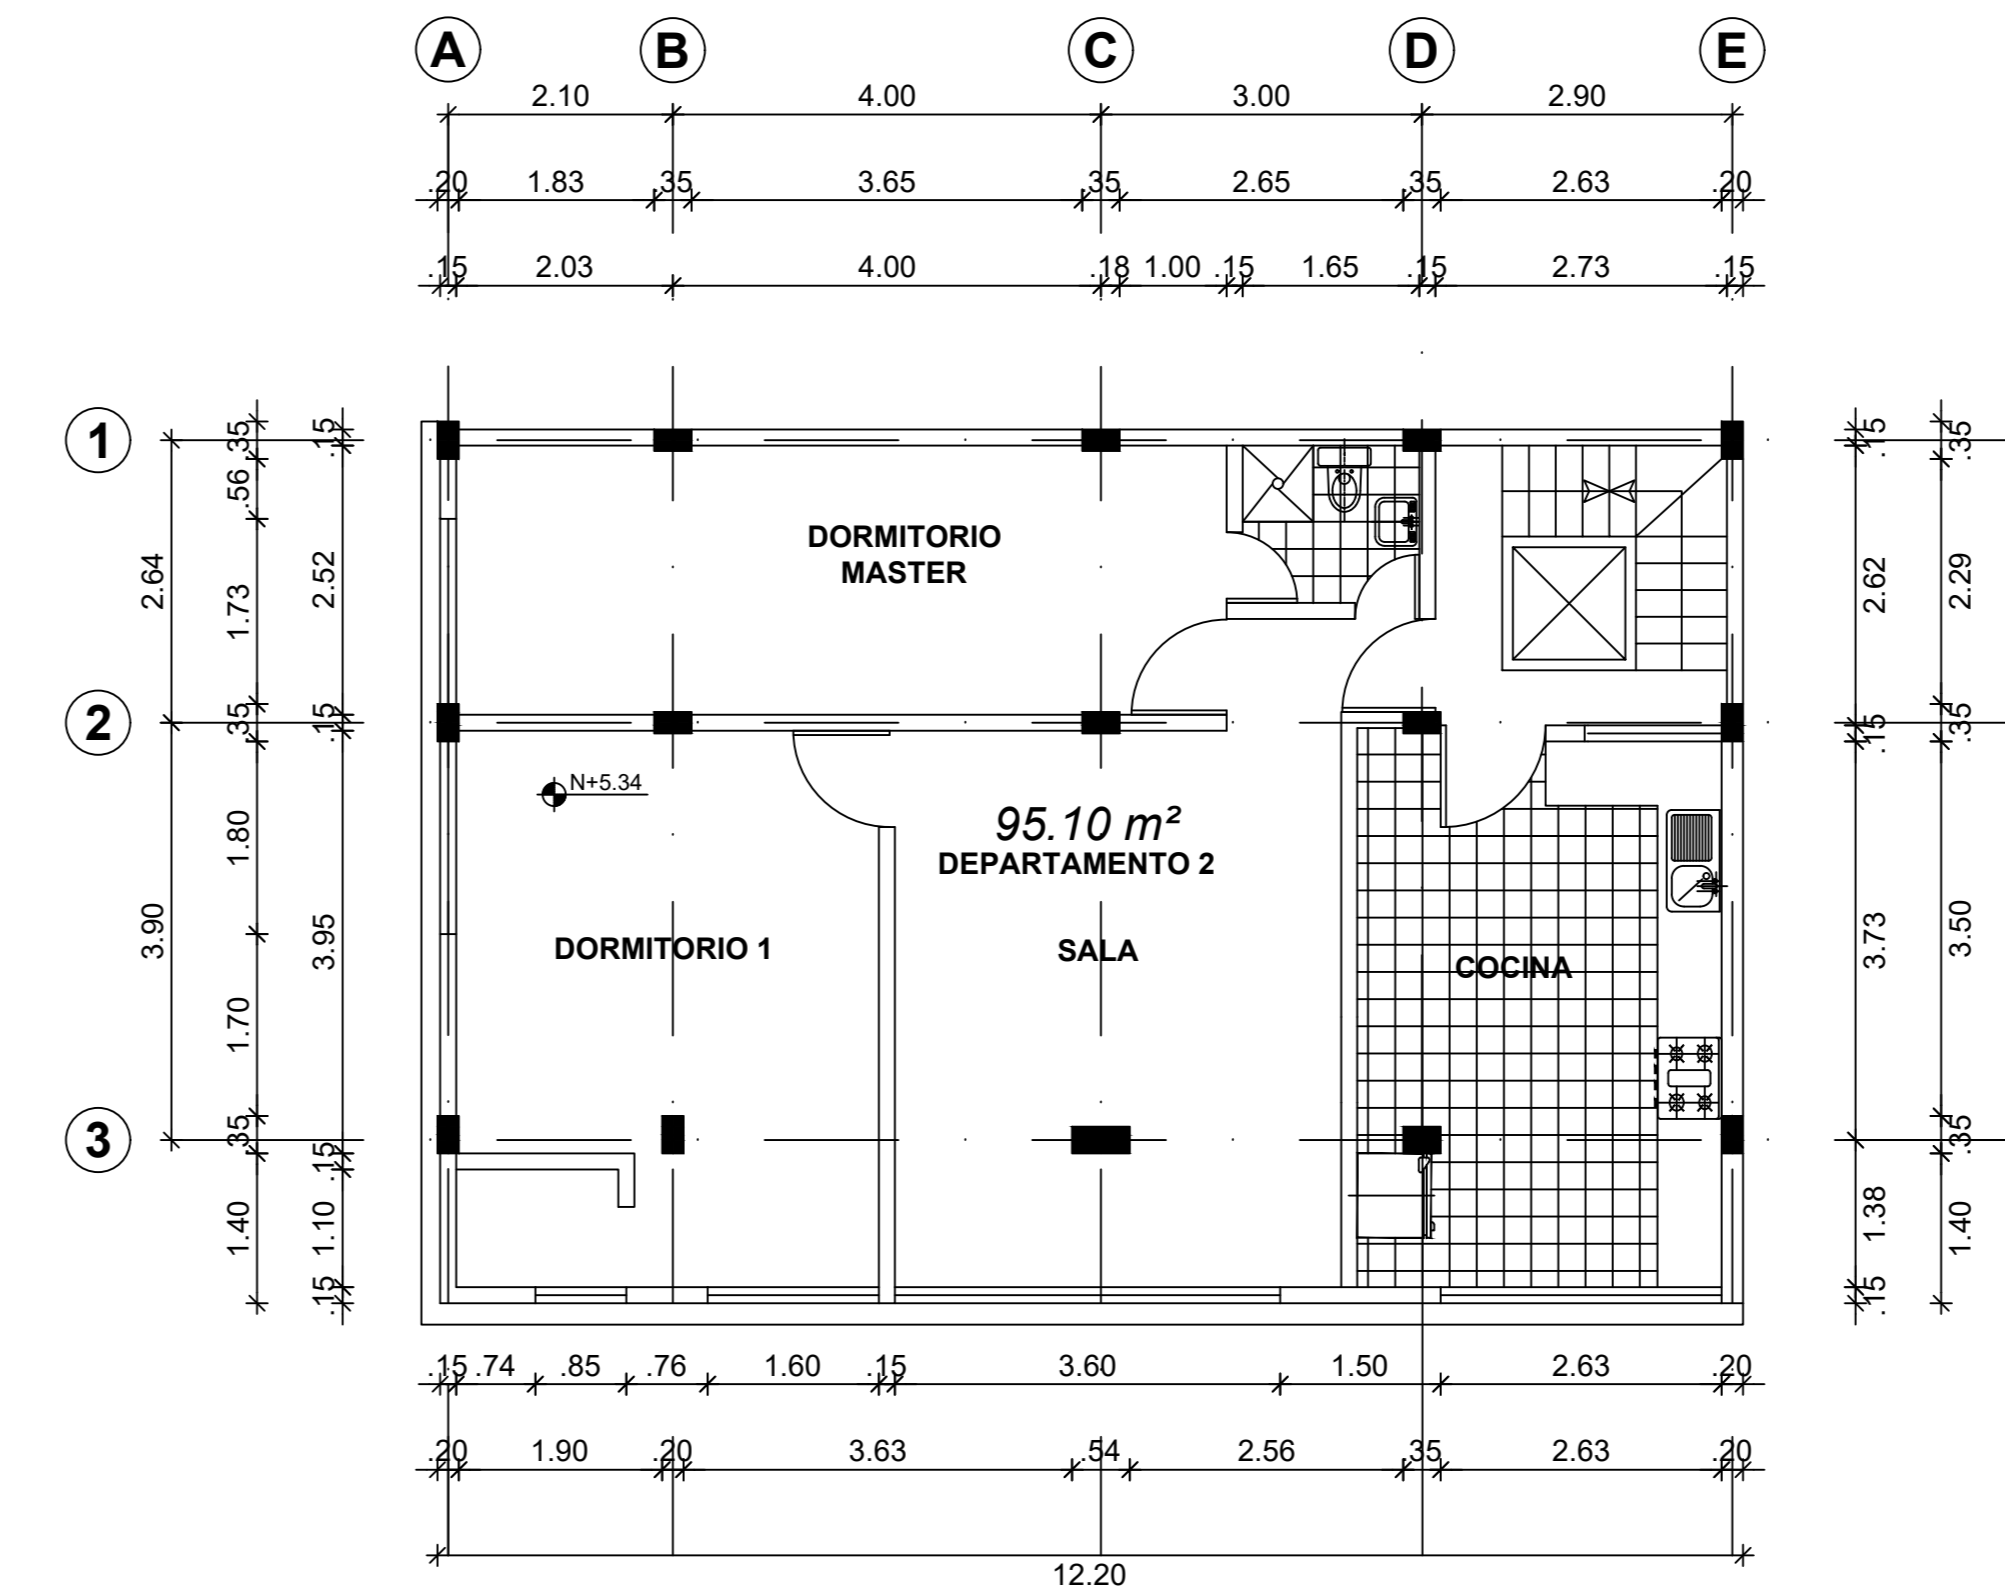 A B C D E
2.10 4.00 3.00 2.90
.20 1.83 .35 3.65 .35 2.65 .35 2.63 .20
.15 2.03 4.00 .18 1.00 .15 1.65 .15 2.73 .15
1
2
3
2.64
3.90
.35
.56
1.73
.35
1.80
1.70
.35
1.40
.15
2.52
.15
3.95
.15
1.10
.15
DORMITORIO
MASTER
N+5.34
95.10 m²
DEPARTAMENTO 2
DORMITORIO 1
SALA
COCINA
.15
2.62
.15
3.73
1.38
.15
.35
2.29
.35
3.50
.35
1.40
.15 .74 .85 .76 1.60 .15 3.60 1.50 2.63 .20
.20 1.90 .20 3.63 .54 2.56 .35 2.63 .20
12.20